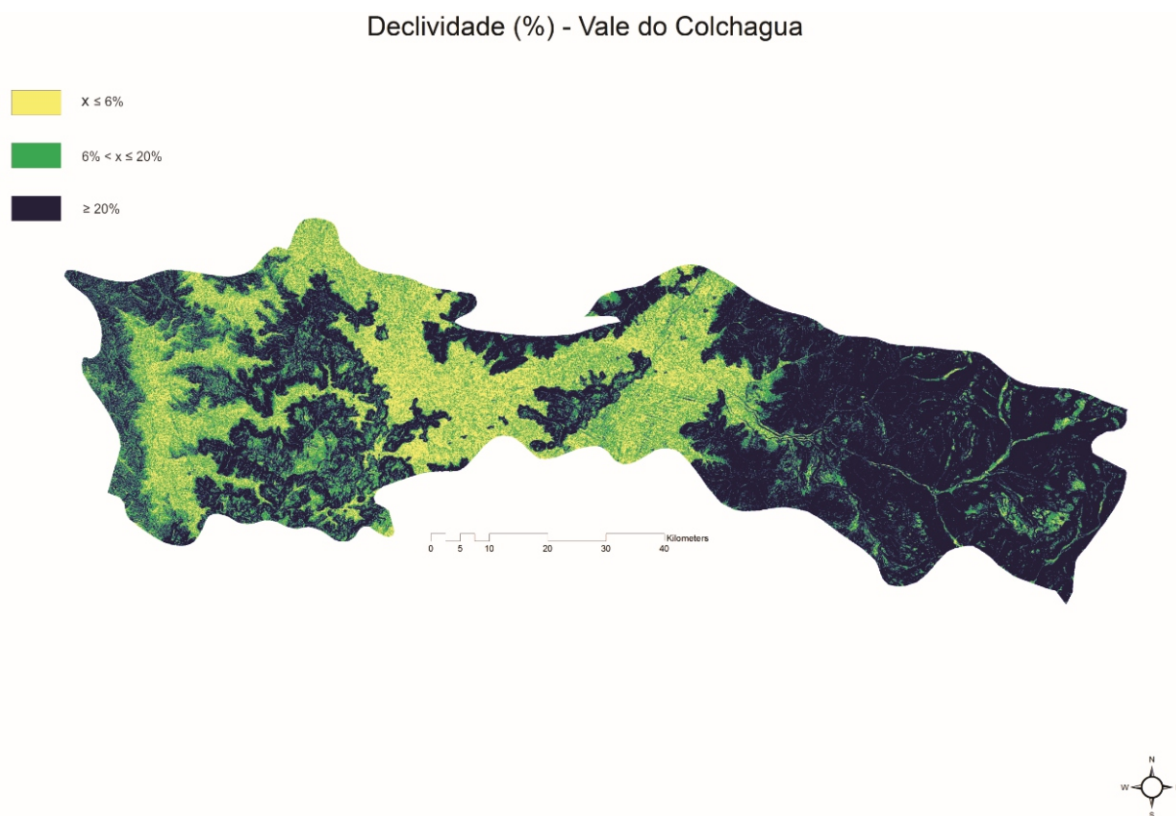 Declividade (%) - Vale do Colchagua
x ≤ 6%
6% < x ≤ 20%
≥ 20%
Kilometers
0 5 10 20 30 40
N
W
S